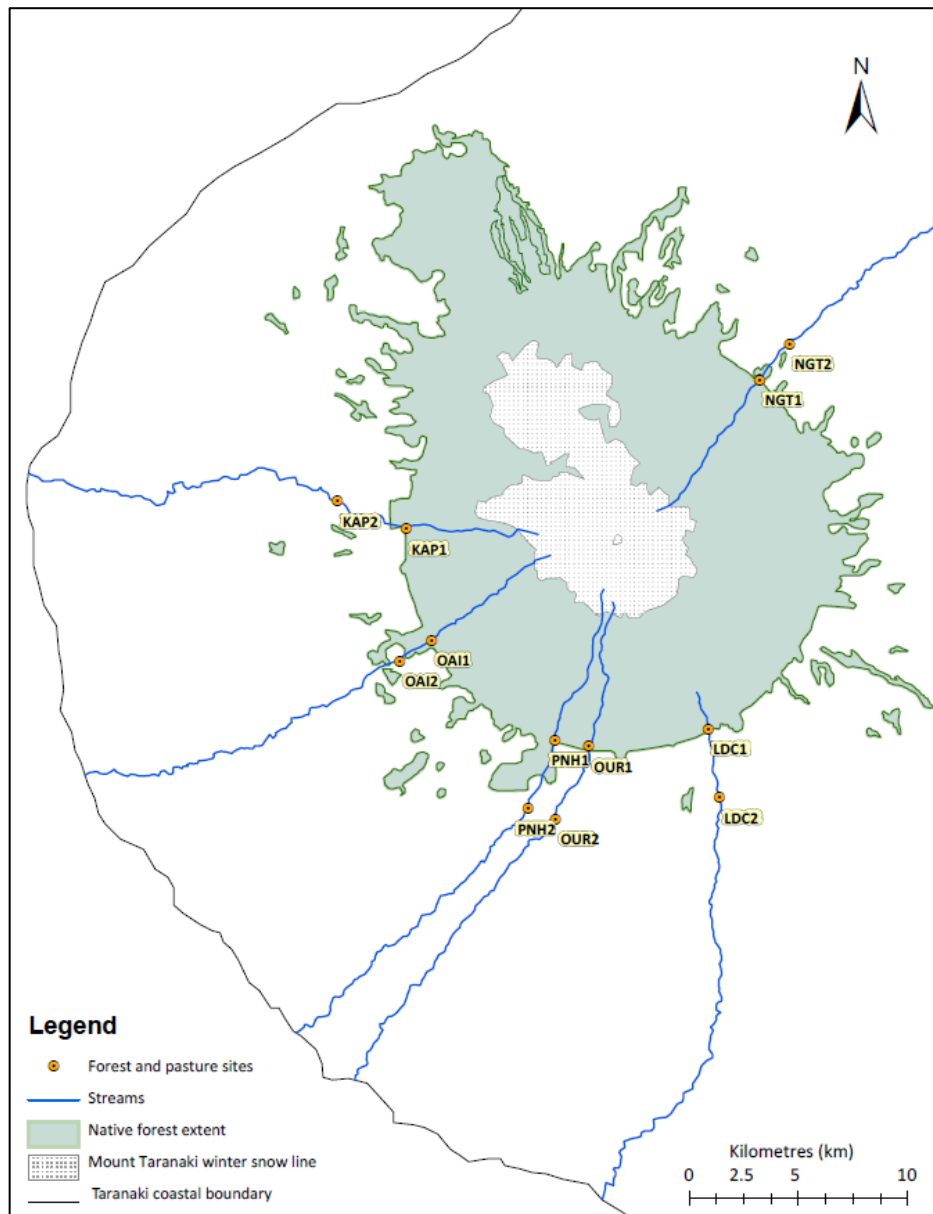 N
NGT2
NGT1
KAP2
KAP1
OAI1
OAI2
PNH1
OUR1
LDC1
PNH2
OUR2
LDC2
Legend
Forest and pasture sites
Streams
Native forest extent
Mount Taranaki winter snow line
Taranaki coastal boundary
Kilometres (km)
0 2.5 5 10